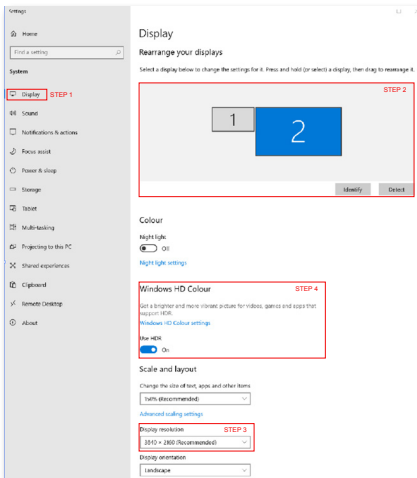 Settings
Home
Find a setting
System
Display STEP 1
Sound
Notifications & actions
Focus assist
Power & sleep
Storage
Tablet
Multi-tasking
Projecting to this PC
Shared experiences
Clipboard
Remote Desktop
About
Display
Rearrange your displays
Select a display below to change the settings for it. Press and hold (or select) a display, then drag to rearrange it.
STEP 2
1
2
Identify
Detect
Colour
Night light
Off
Night light settings
Windows HD Colour STEP 4
Get a brighter and more vibrant picture for videos, games and apps that
support HDR.
Windows HD Colour settings
Use HDR
On
Scale and layout
Change the size of text, apps and other items
(Recommended)
Advanced scaling settings
Display resolution STEP 3
3840 × 2160 (Recommended)
Display orientation
Landscape